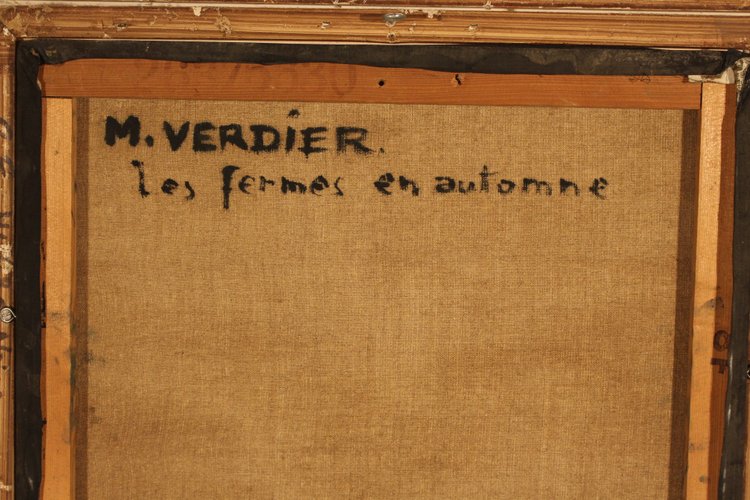 M. VERDIER.
les fermes en automne